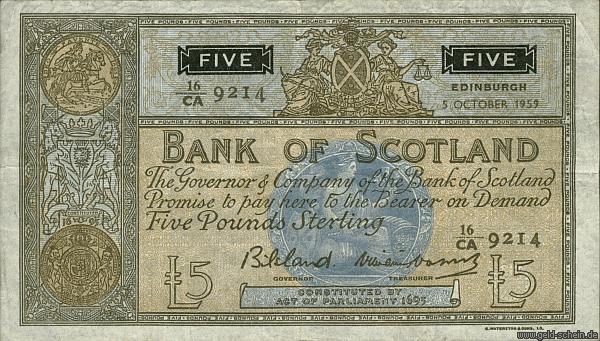 FIVE FIVE
16/CA 9214 EDINBURGH
5 OCTOBER 1959
BANK OF SCOTLAND
The Governor & Company of the Bank of Scotland
Promise to pay here to the Bearer on Demand
Five Pounds Sterling
16/CA 9214
£5 £5
GOVERNOR TREASURER
CONSTITUTED BY
ACT OF PARLIAMENT 1695
www.geld-schein.de